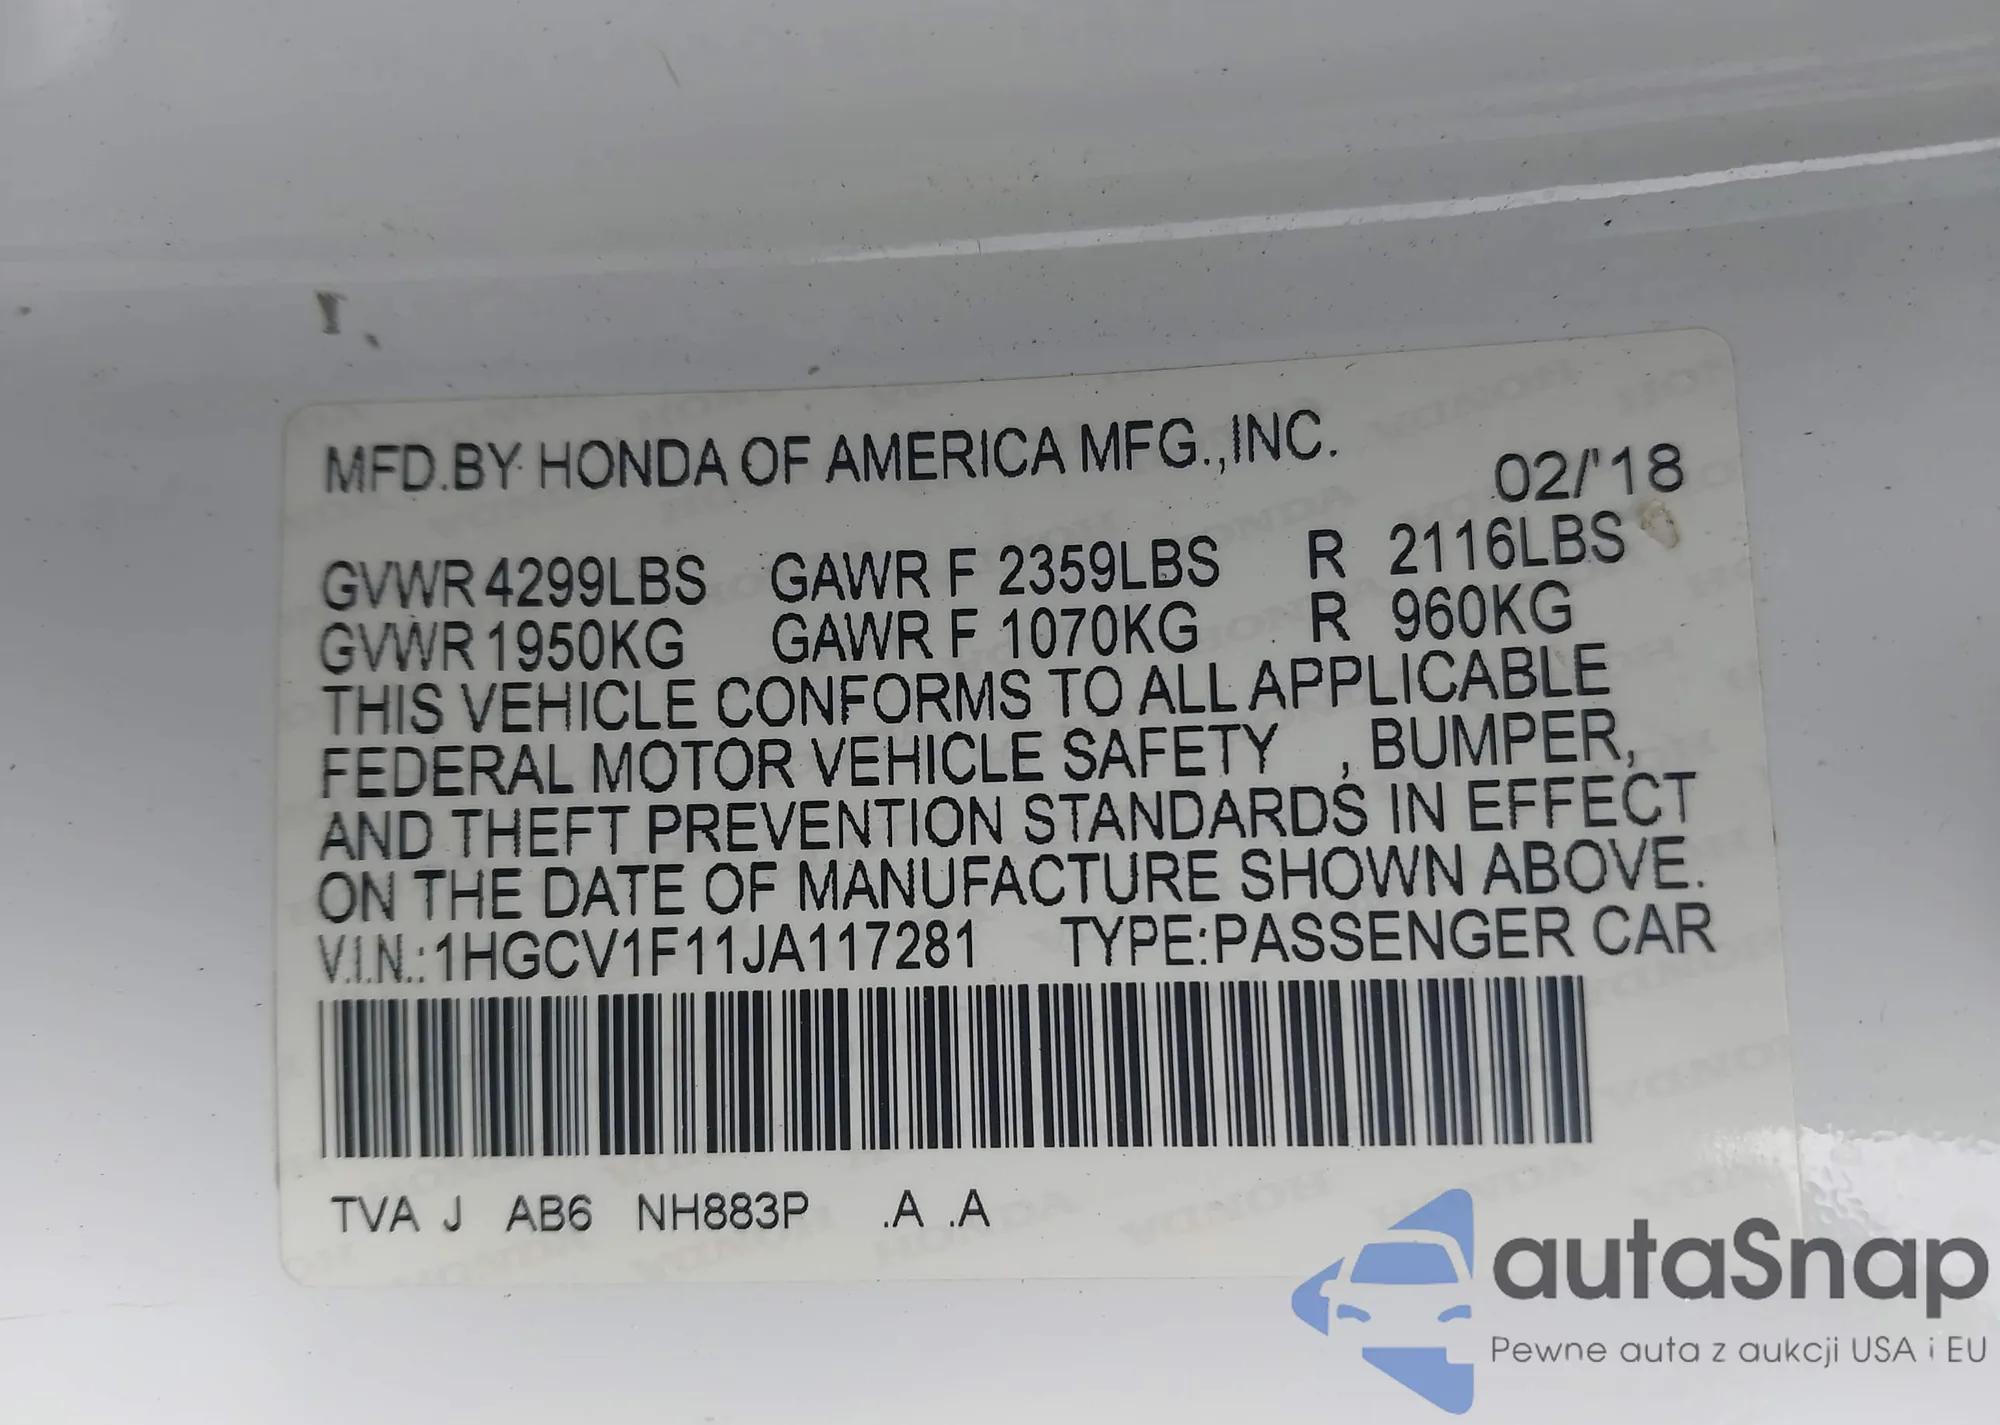 MFD.BY HONDA OF AMERICA MFG.,INC. 02/'18
GVWR 4299LBS GAWR F 2359LBS R 2116LBS
GVWR 1950KG GAWR F 1070KG R 960KG
THIS VEHICLE CONFORMS TO ALL APPLICABLE
FEDERAL MOTOR VEHICLE SAFETY , BUMPER,
AND THEFT PREVENTION STANDARDS IN EFFECT
ON THE DATE OF MANUFACTURE SHOWN ABOVE.
V.I.N.:1HGCV1F11JA117281 TYPE:PASSENGER CAR
TVA J AB6 NH883P .A .A
autaSnap
Pewne auta z aukcji USA i EU